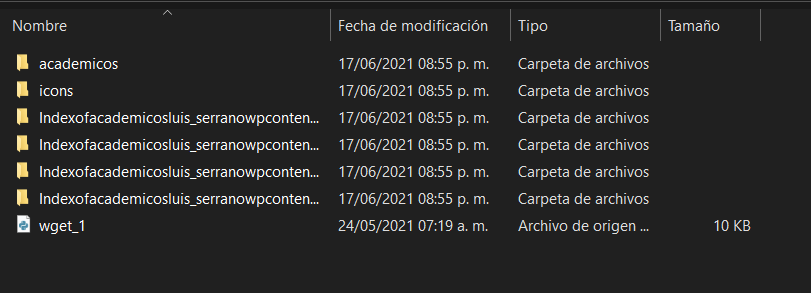 Nombre Fecha de modificación Tipo Tamaño
academicos 17/06/2021 08:55 p. m. Carpeta de archivos
icons 17/06/2021 08:55 p. m. Carpeta de archivos
Indexofacademicosluis_serranowpconten... 17/06/2021 08:55 p. m. Carpeta de archivos
Indexofacademicosluis_serranowpconten... 17/06/2021 08:55 p. m. Carpeta de archivos
Indexofacademicosluis_serranowpconten... 17/06/2021 08:55 p. m. Carpeta de archivos
Indexofacademicosluis_serranowpconten... 17/06/2021 08:55 p. m. Carpeta de archivos
wget_1 24/05/2021 07:19 a. m. Archivo de origen ... 10 KB